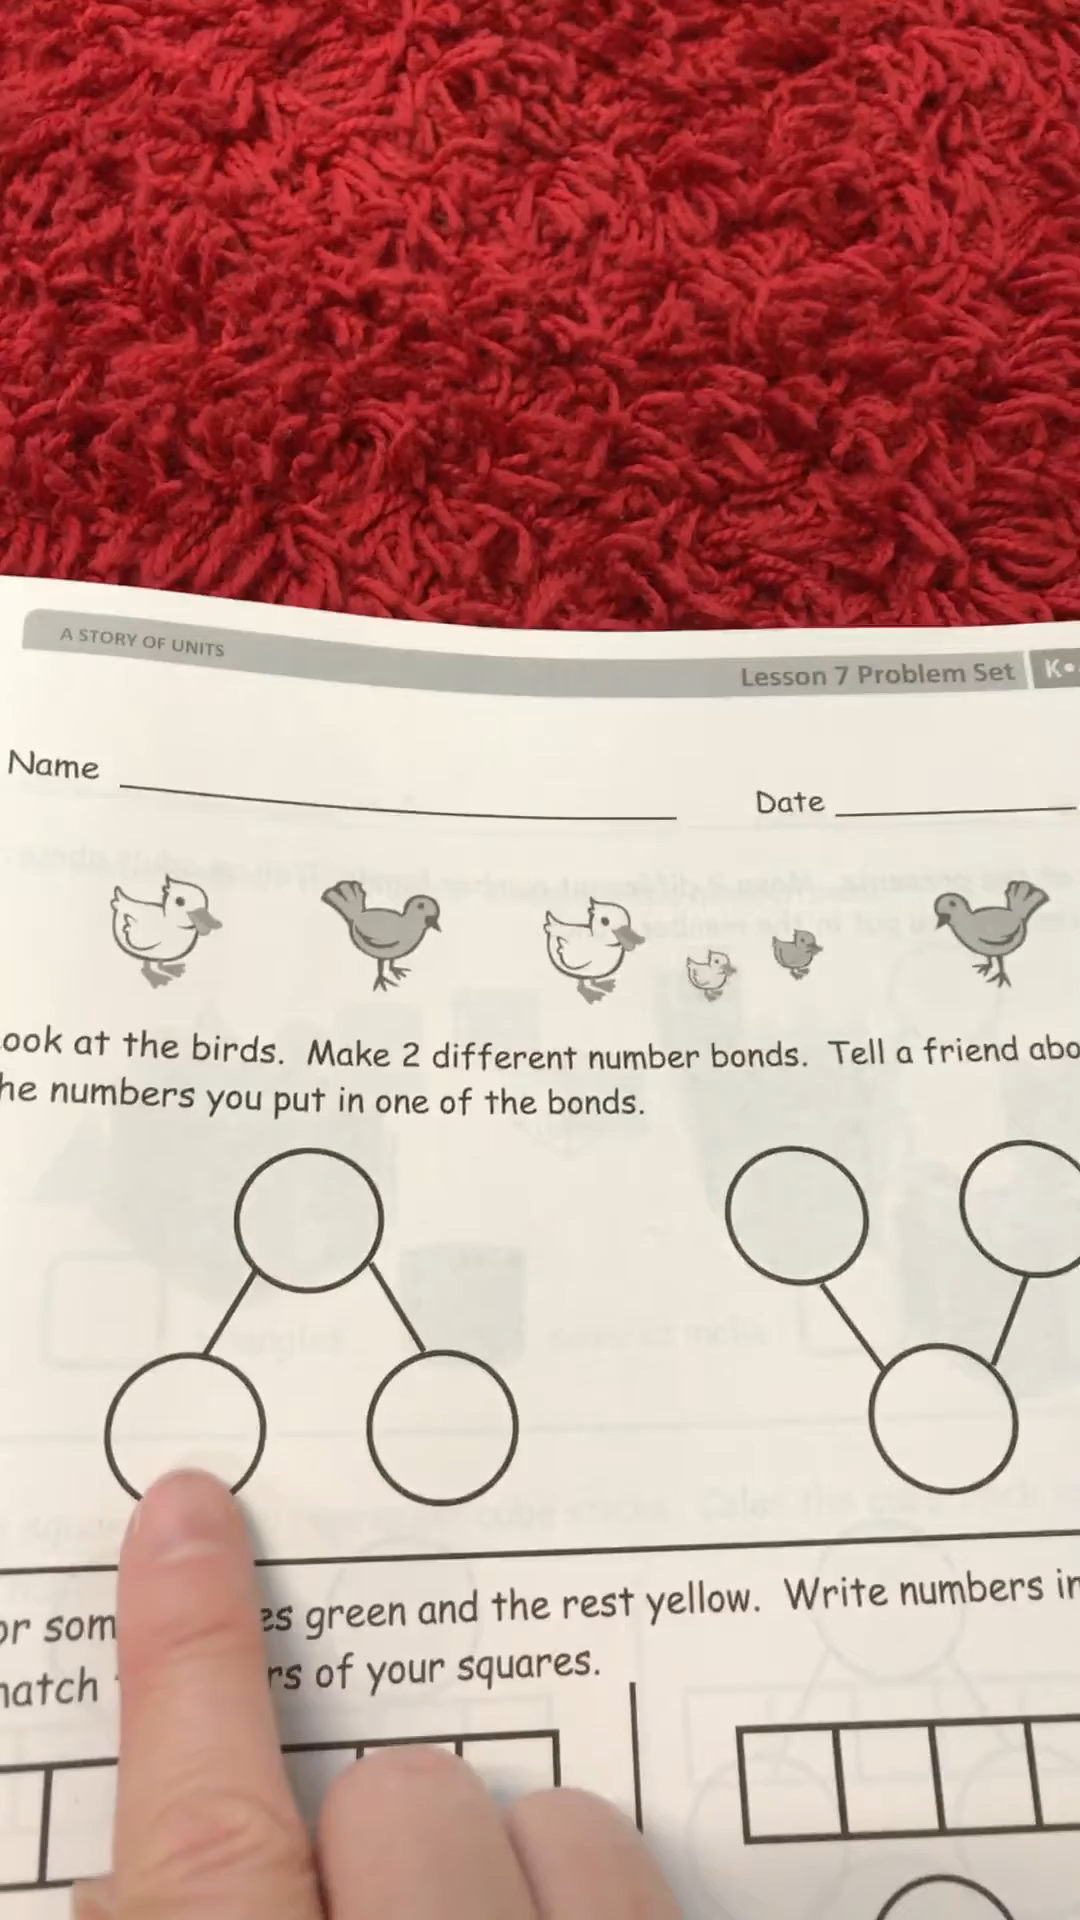 A STORY OF UNITS
Lesson 7 Problem Set K•
Name
Date
ook at the birds. Make 2 different number bonds. Tell a friend abo
he numbers you put in one of the bonds.
or som es green and the rest yellow. Write numbers in
natch rs of your squares.